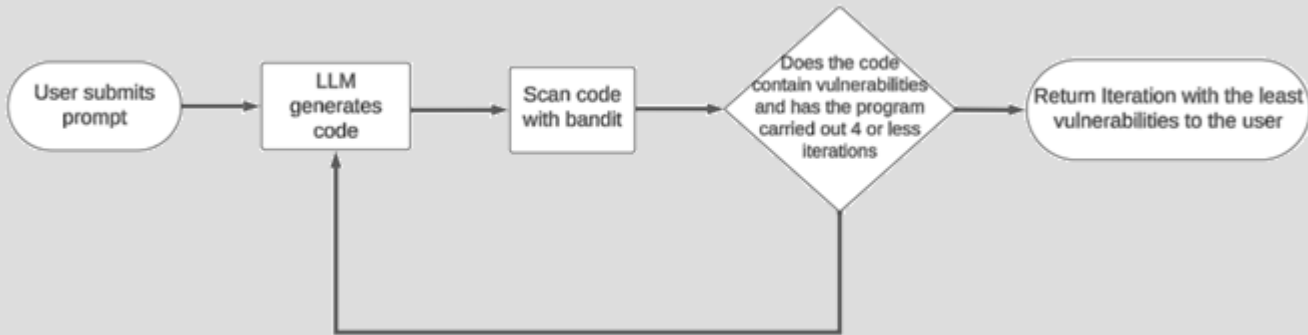 User submits
prompt
LLM
generates
code
Scan code
with bandit
Does the code
contain vulnerabilities
and has the program
carried out 4 or less
iterations
Return Iteration with the least
vulnerabilities to the user